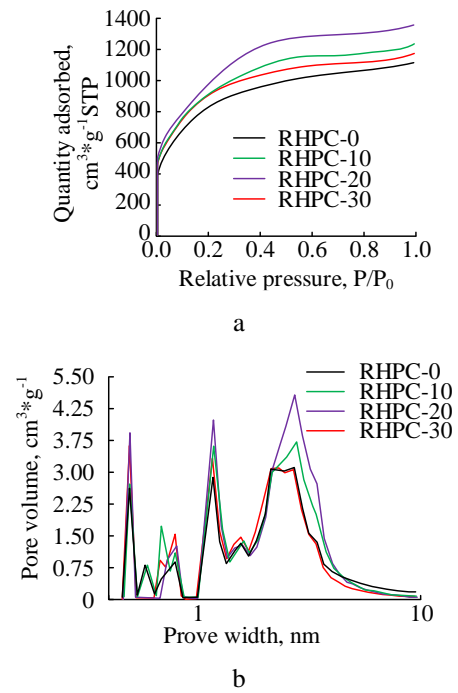 Quantity adsorbed,
cm³*g⁻¹STP
1400
1200
1000
800
600
400
200
0
RHPC-0
RHPC-10
RHPC-20
RHPC-30
0.0 0.2 0.4 0.6 0.8 1.0
Relative pressure, P/P₀
a
Pore volume, cm³*g⁻¹
5.50
4.25
3.75
3.00
2.25
1.50
0.75
0
RHPC-0
RHPC-10
RHPC-20
RHPC-30
1 10
Prove width, nm
b